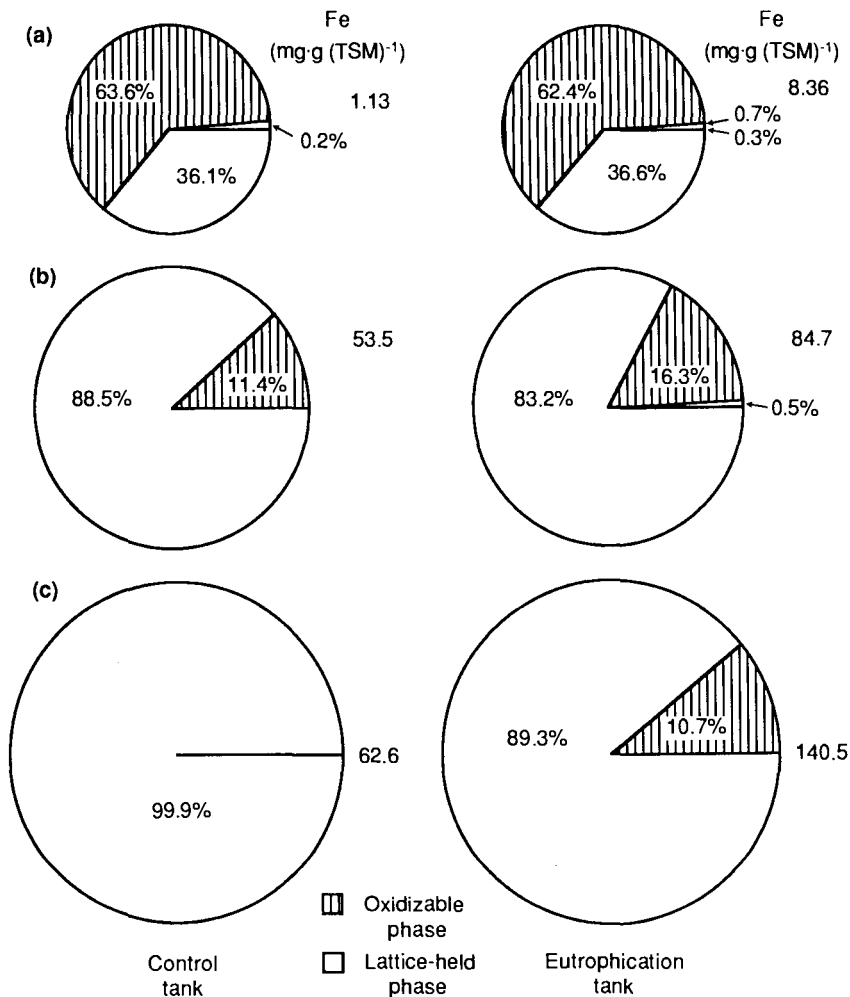 (a)
Fe
(mg·g (TSM)⁻¹
63.6%
1.13
0.2%
36.1%
Fe
(mg·g (TSM)⁻¹
62.4%
8.36
0.7%
0.3%
36.6%
(b)
53.5
88.5%
11.4%
84.7
83.2%
16.3%
0.5%
(c)
62.6
99.9%
89.3%
10.7%
140.5
Oxidizable
phase
Lattice-held
phase
Control
tank
Eutrophication
tank